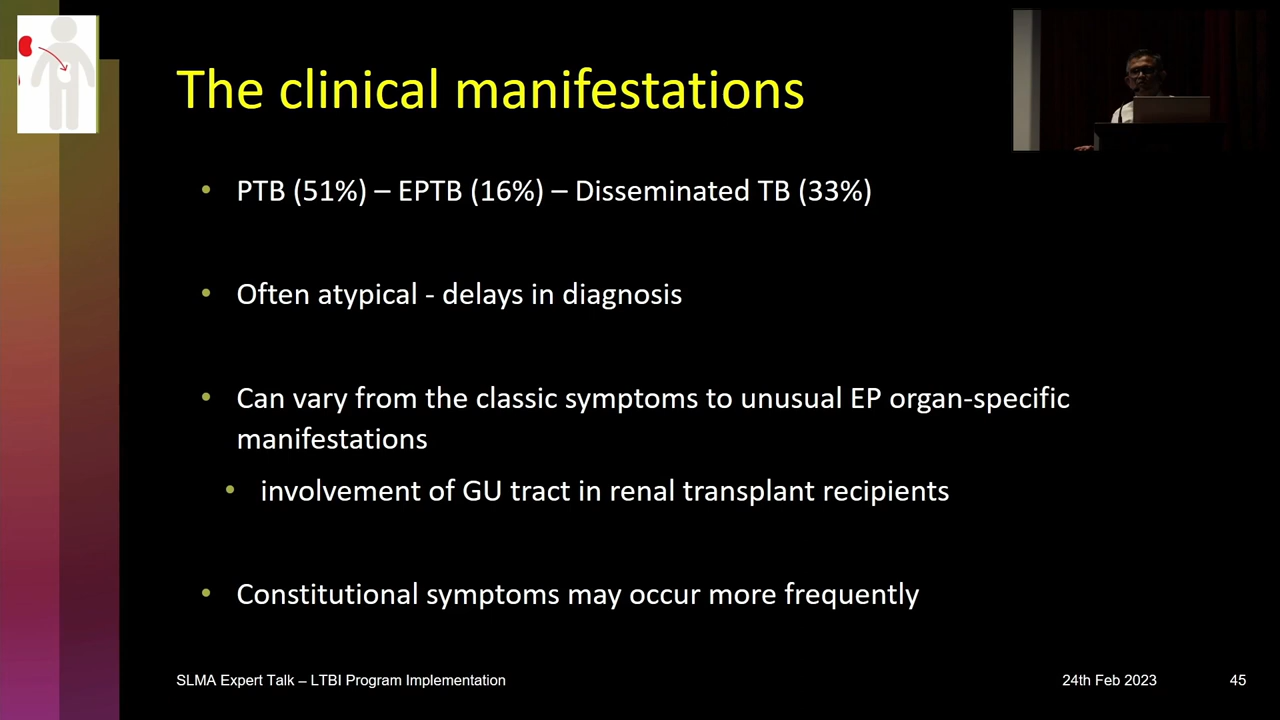 The clinical manifestations
• PTB (51%) – EPTB (16%) – Disseminated TB (33%)
• Often atypical - delays in diagnosis
• Can vary from the classic symptoms to unusual EP organ-specific
manifestations
• involvement of GU tract in renal transplant recipients
• Constitutional symptoms may occur more frequently
SLMA Expert Talk – LTBI Program Implementation
24th Feb 2023
45